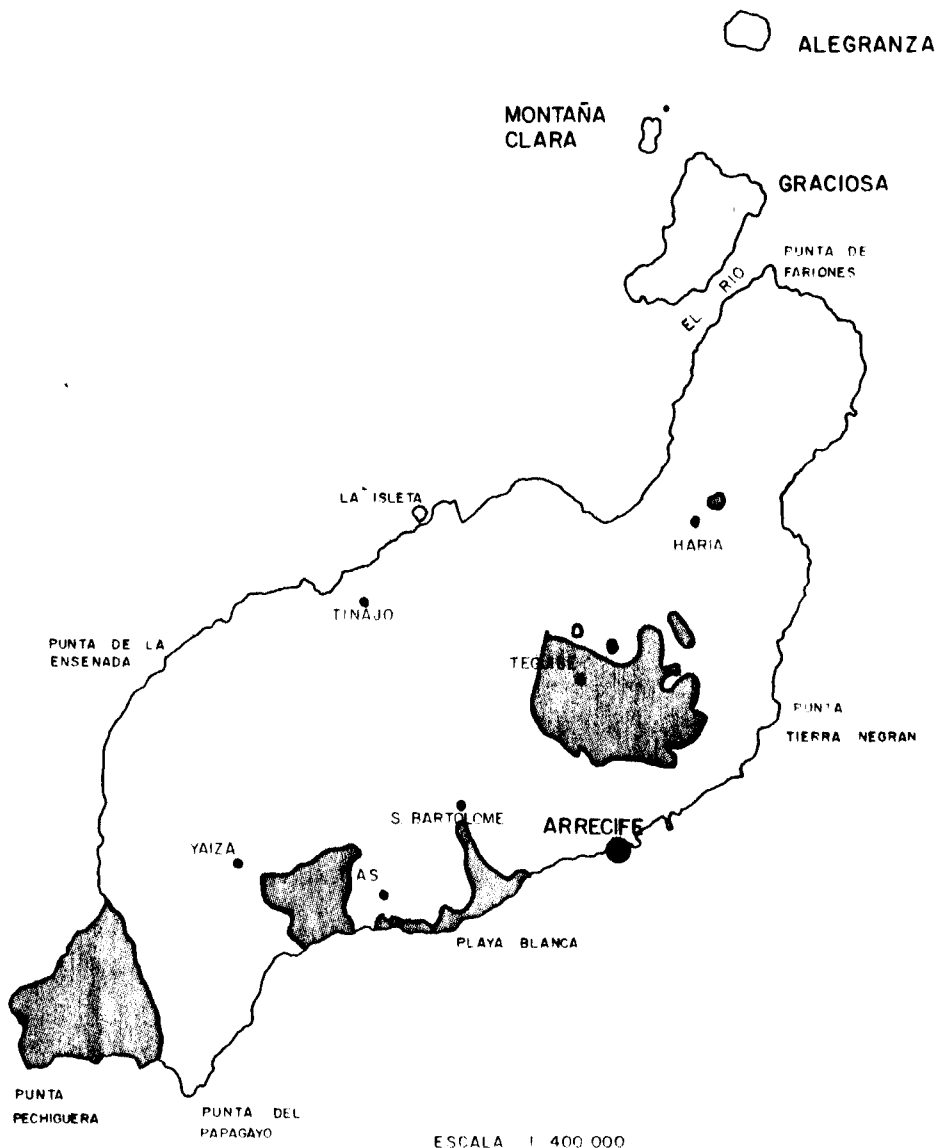 ALEGRANZA
MONTAÑA
CLARA
GRACIOSA
PUNTA DE
FARIONES
EL RIO
LA ISLETA
HARIA
TINAJO
PUNTA DE LA
ENSENADA
PUNTA
TIERRA NEGRAN
S. BARTOLOME
ARRECIFE
YAIZA
AS
PLAYA BLANCA
PUNTA
PECHIGUERA
PUNTA DEL
PAPAGAYO
ESCALA 1 400 000